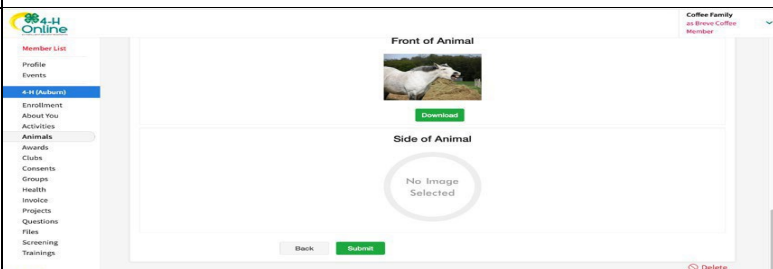 4-H
Online
Coffee Family
as Breve Coffee
Member
Member List
Profile
Events
4-H (Auburn)
Enrollment
About You
Activities
Animals
Awards
Clubs
Consents
Groups
Health
Invoice
Projects
Questions
Files
Screening
Trainings
Front of Animal
Download
Side of Animal
No Image
Selected
Back
Submit
Delete